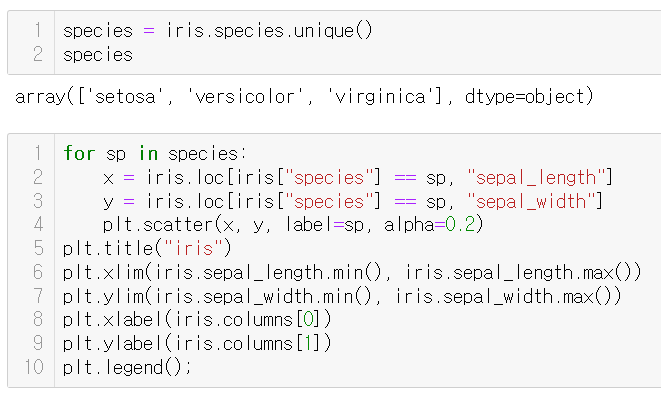 1 species = iris.species.unique()
2 species
array(['setosa', 'versicolor', 'virginica'], dtype=object)
1 for sp in species:
2     x = iris.loc[iris["species"] == sp, "sepal_length"]
3     y = iris.loc[iris["species"] == sp, "sepal_width"]
4     plt.scatter(x, y, label=sp, alpha=0.2)
5 plt.title("iris")
6 plt.xlim(iris.sepal_length.min(), iris.sepal_length.max())
7 plt.ylim(iris.sepal_width.min(), iris.sepal_width.max())
8 plt.xlabel(iris.columns[0])
9 plt.ylabel(iris.columns[1])
10 plt.legend();